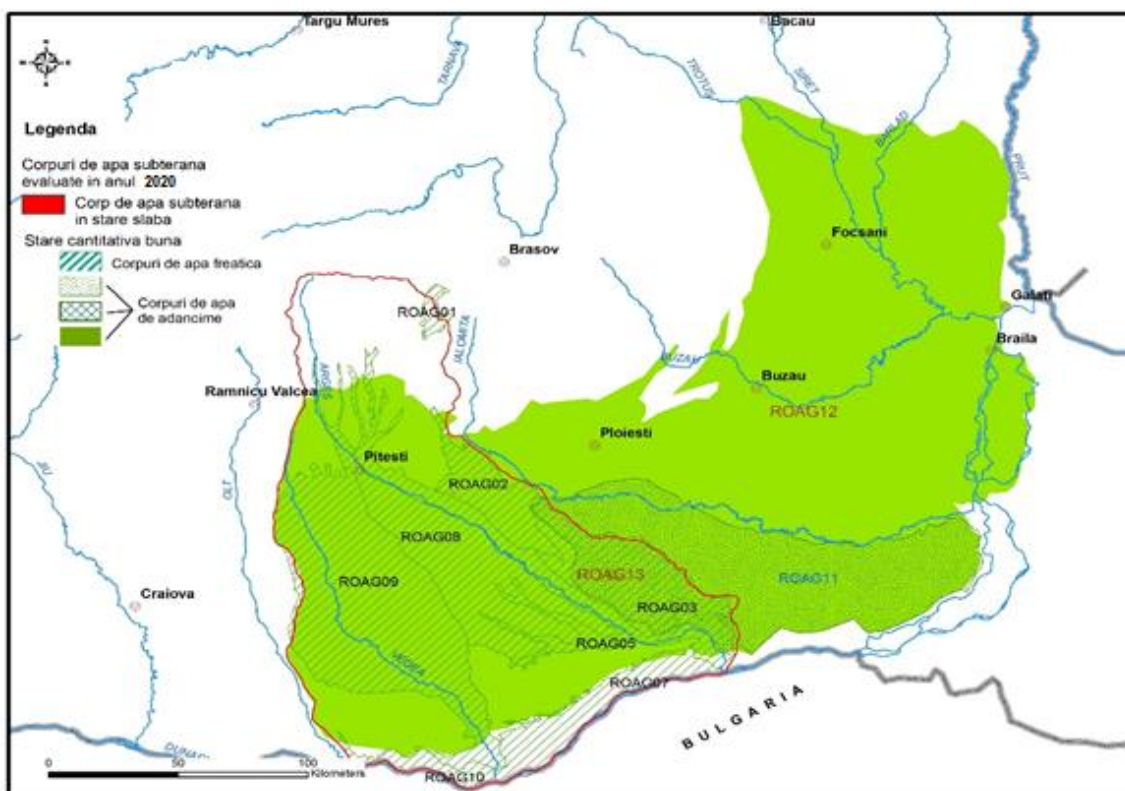 Targu Mures
Bacau
TARNAVA
TROTUS
SIRET
BARLAD
PRUT
Legenda
Corpuri de apa subterana
evaluate in anul 2020
Corp de apa subterana
in stare slaba
Stare cantitativa buna
Corpuri de apa freatica
Corpuri de apa
de adancime
Brasov
Focsani
Galati
Braila
ROAG01
IALOMITA
ARGES
BUZAU
Buzau
ROAG12
Ramnicu Valcea
Ploiesti
Pitesti
JIU
OLT
ROAG02
ROAG08
ROAG13
ROAG11
ROAG09
ROAG03
Craiova
ROAG05
VEDEA
ROAG07
BULGARIA
ROAG10
0 50 100
Kilometers